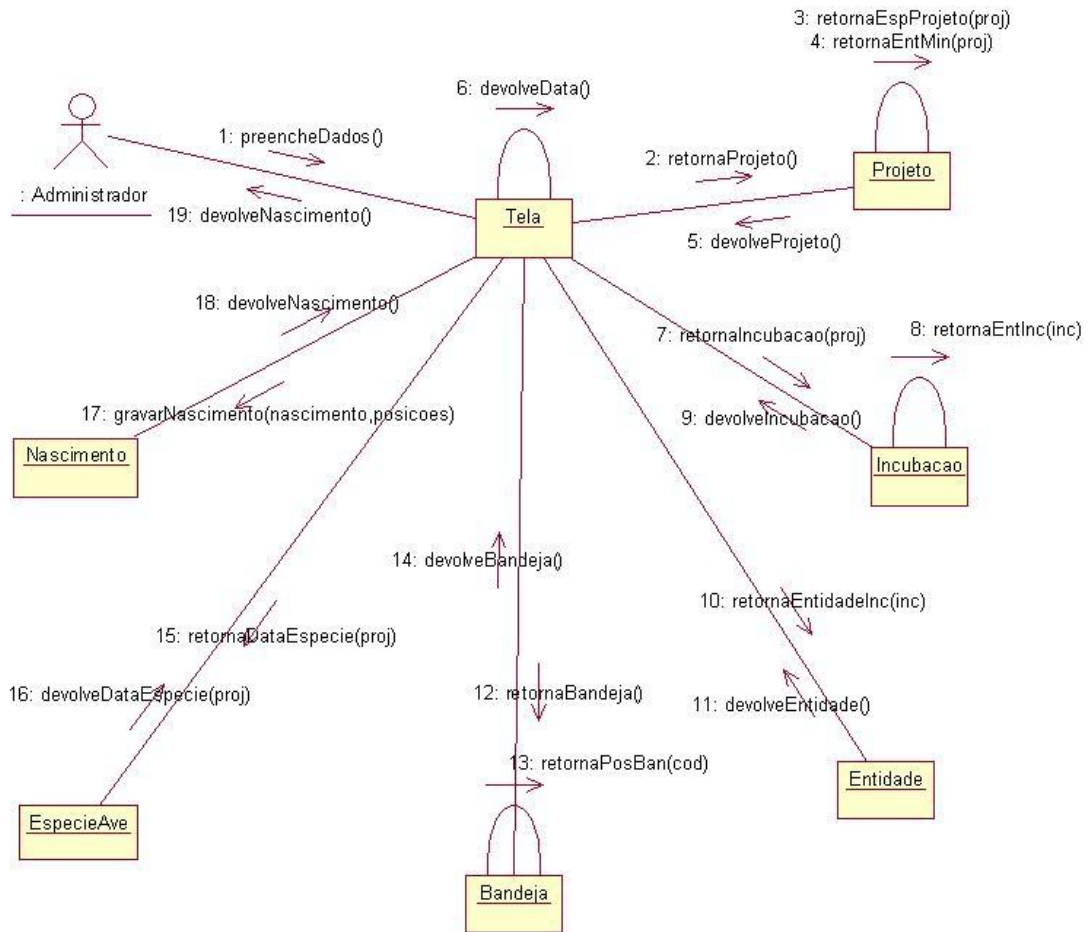 3: retornaEspProjeto(proj)
4: retornaEntMin(proj)
6: devolveData()
1: preencheDados()
2: retornaProjeto()
Projeto
: Administrador
19: devolveNascimento()
Tela
5: devolveProjeto()
18: devolveNascimento()
7: retornaIncubacao(proj)
8: retornaEntInc(inc)
17: gravarNascimento(nascimento,posicoes)
9: devolveIncubacao()
Nascimento
Incubacao
14: devolveBandeja()
10: retornaEntidadeInc(inc)
15: retornaDataEspecie(proj)
16: devolveDataEspecie(proj)
12: retornaBandeja()
11: devolveEntidade()
13: retornaPosBan(cod)
Entidade
EspecieAve
Bandeja